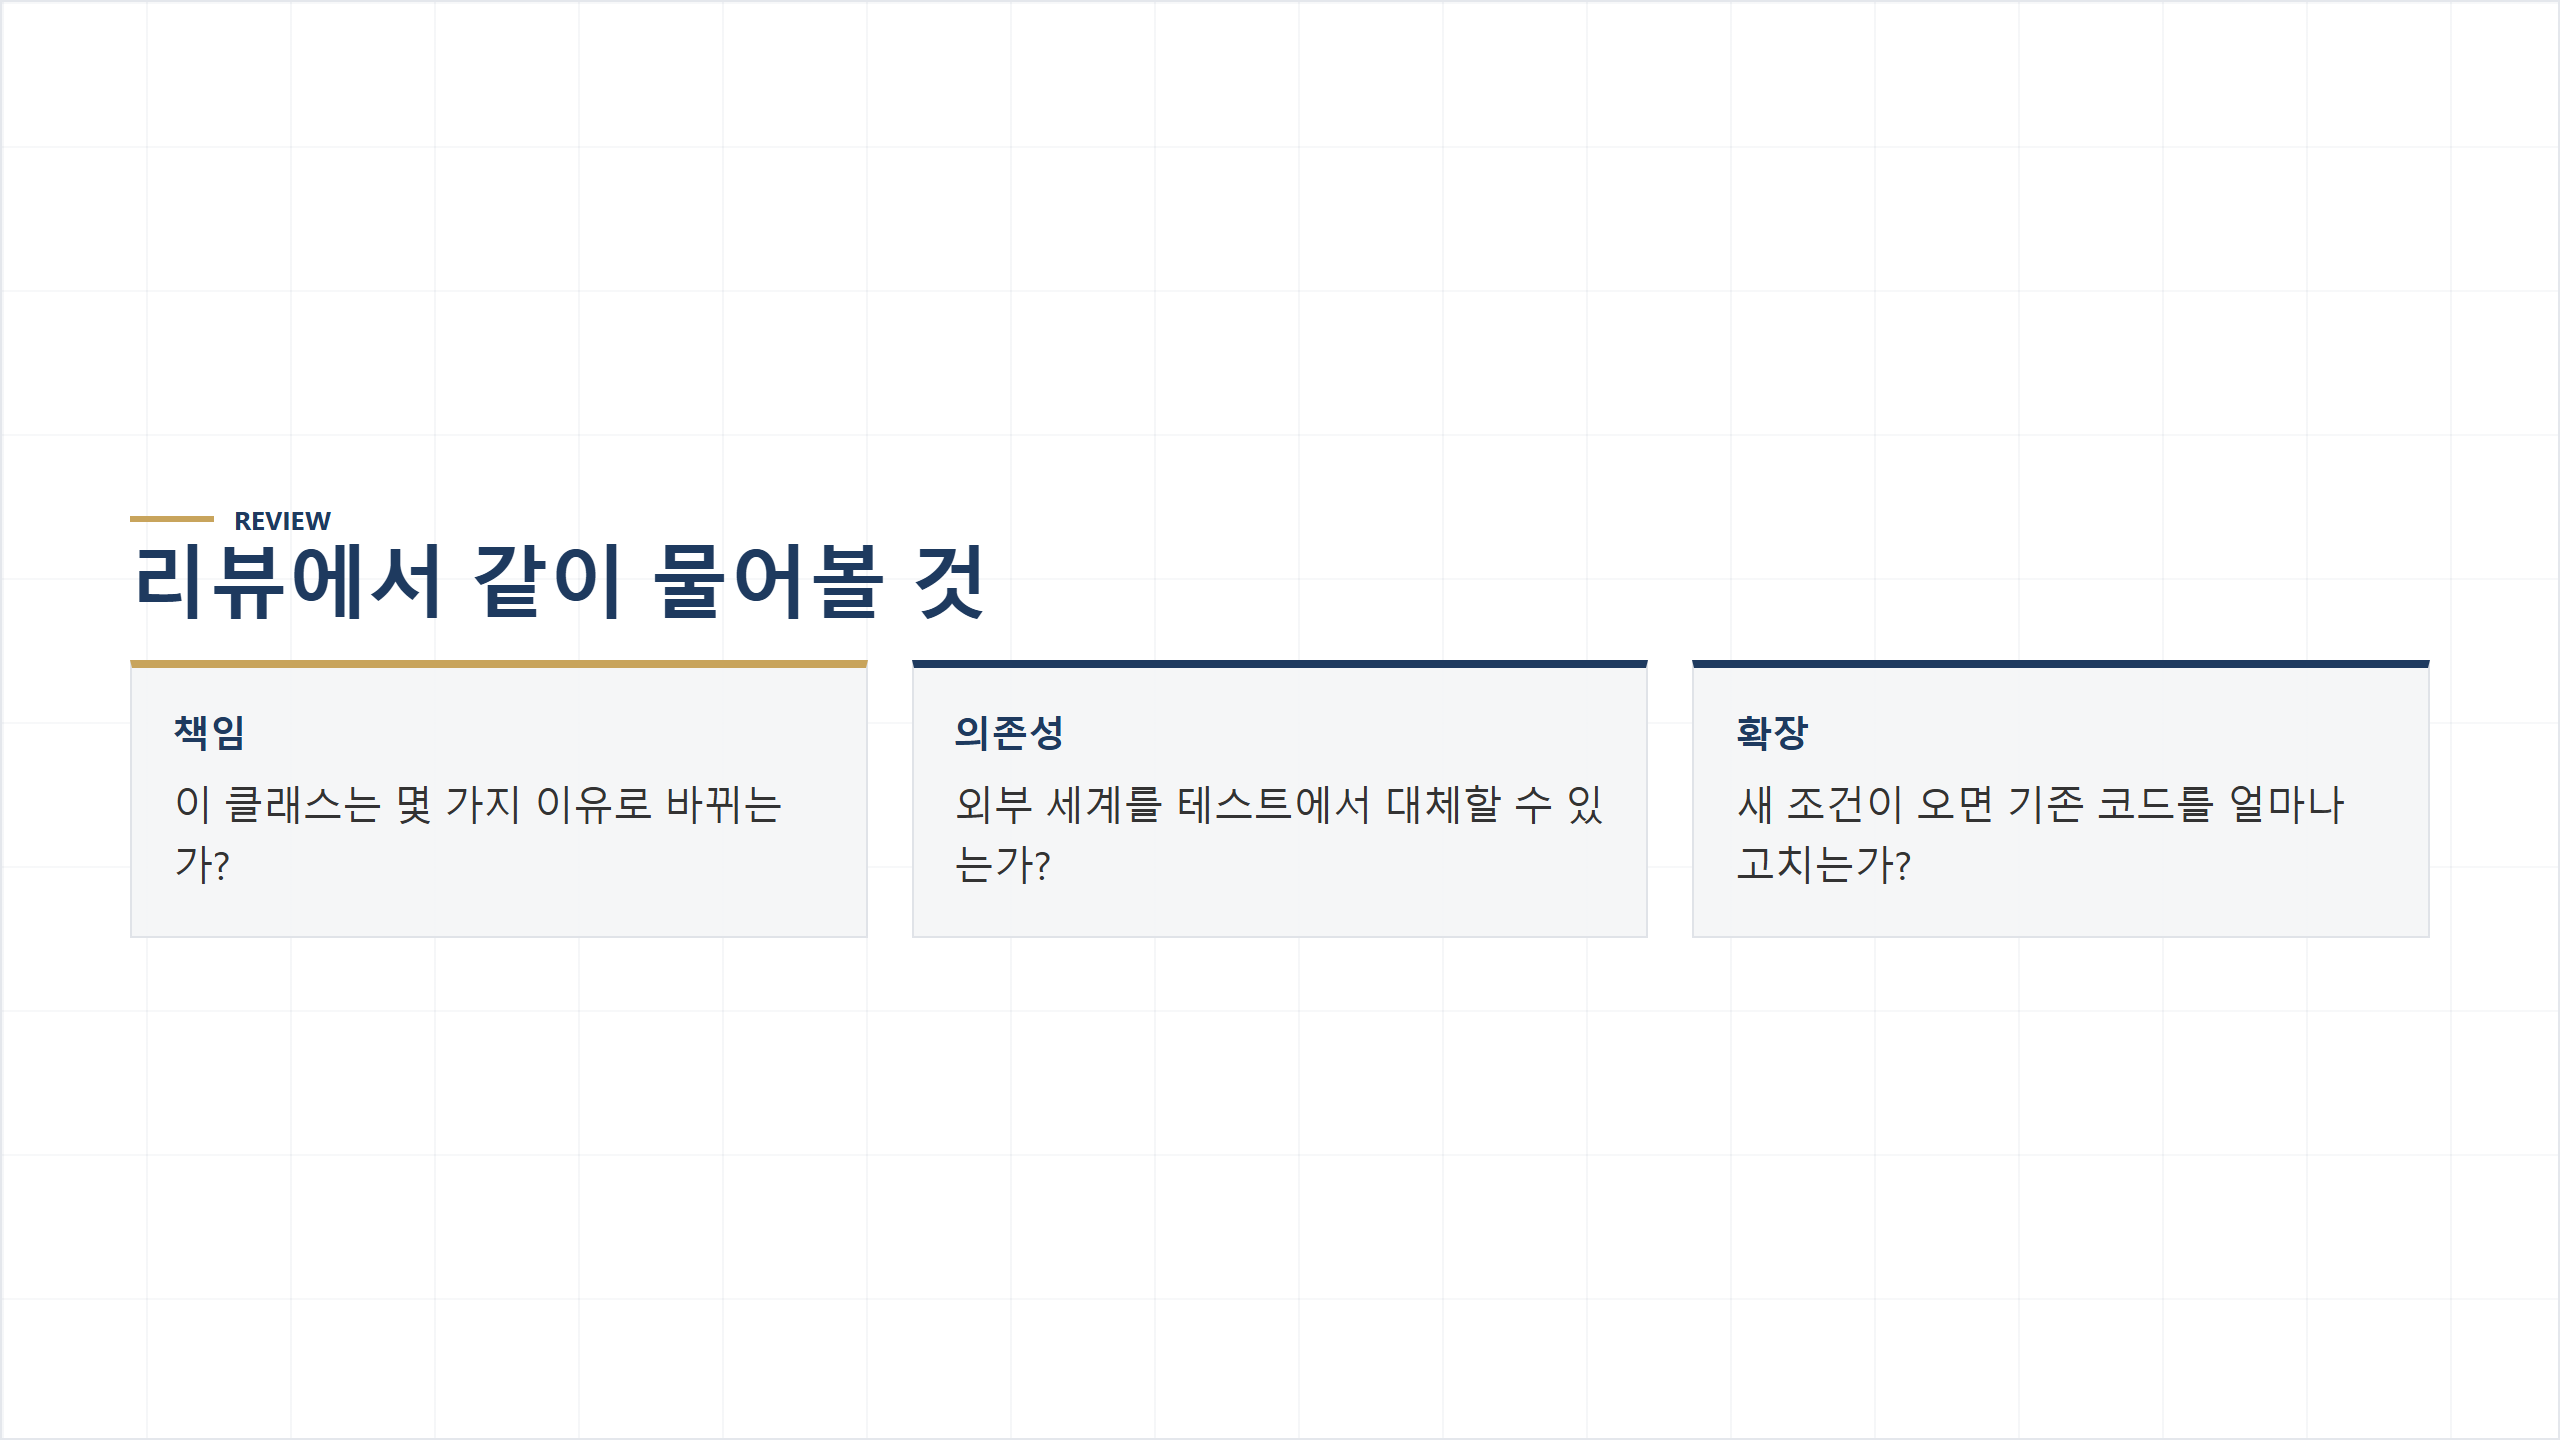 REVIEW
리뷰에서 같이 물어볼 것
책임
이 클래스는 몇 가지 이유로 바뀌는
가?
의존성
외부 세계를 테스트에서 대체할 수 있
는가?
확장
새 조건이 오면 기존 코드를 얼마나
고치는가?